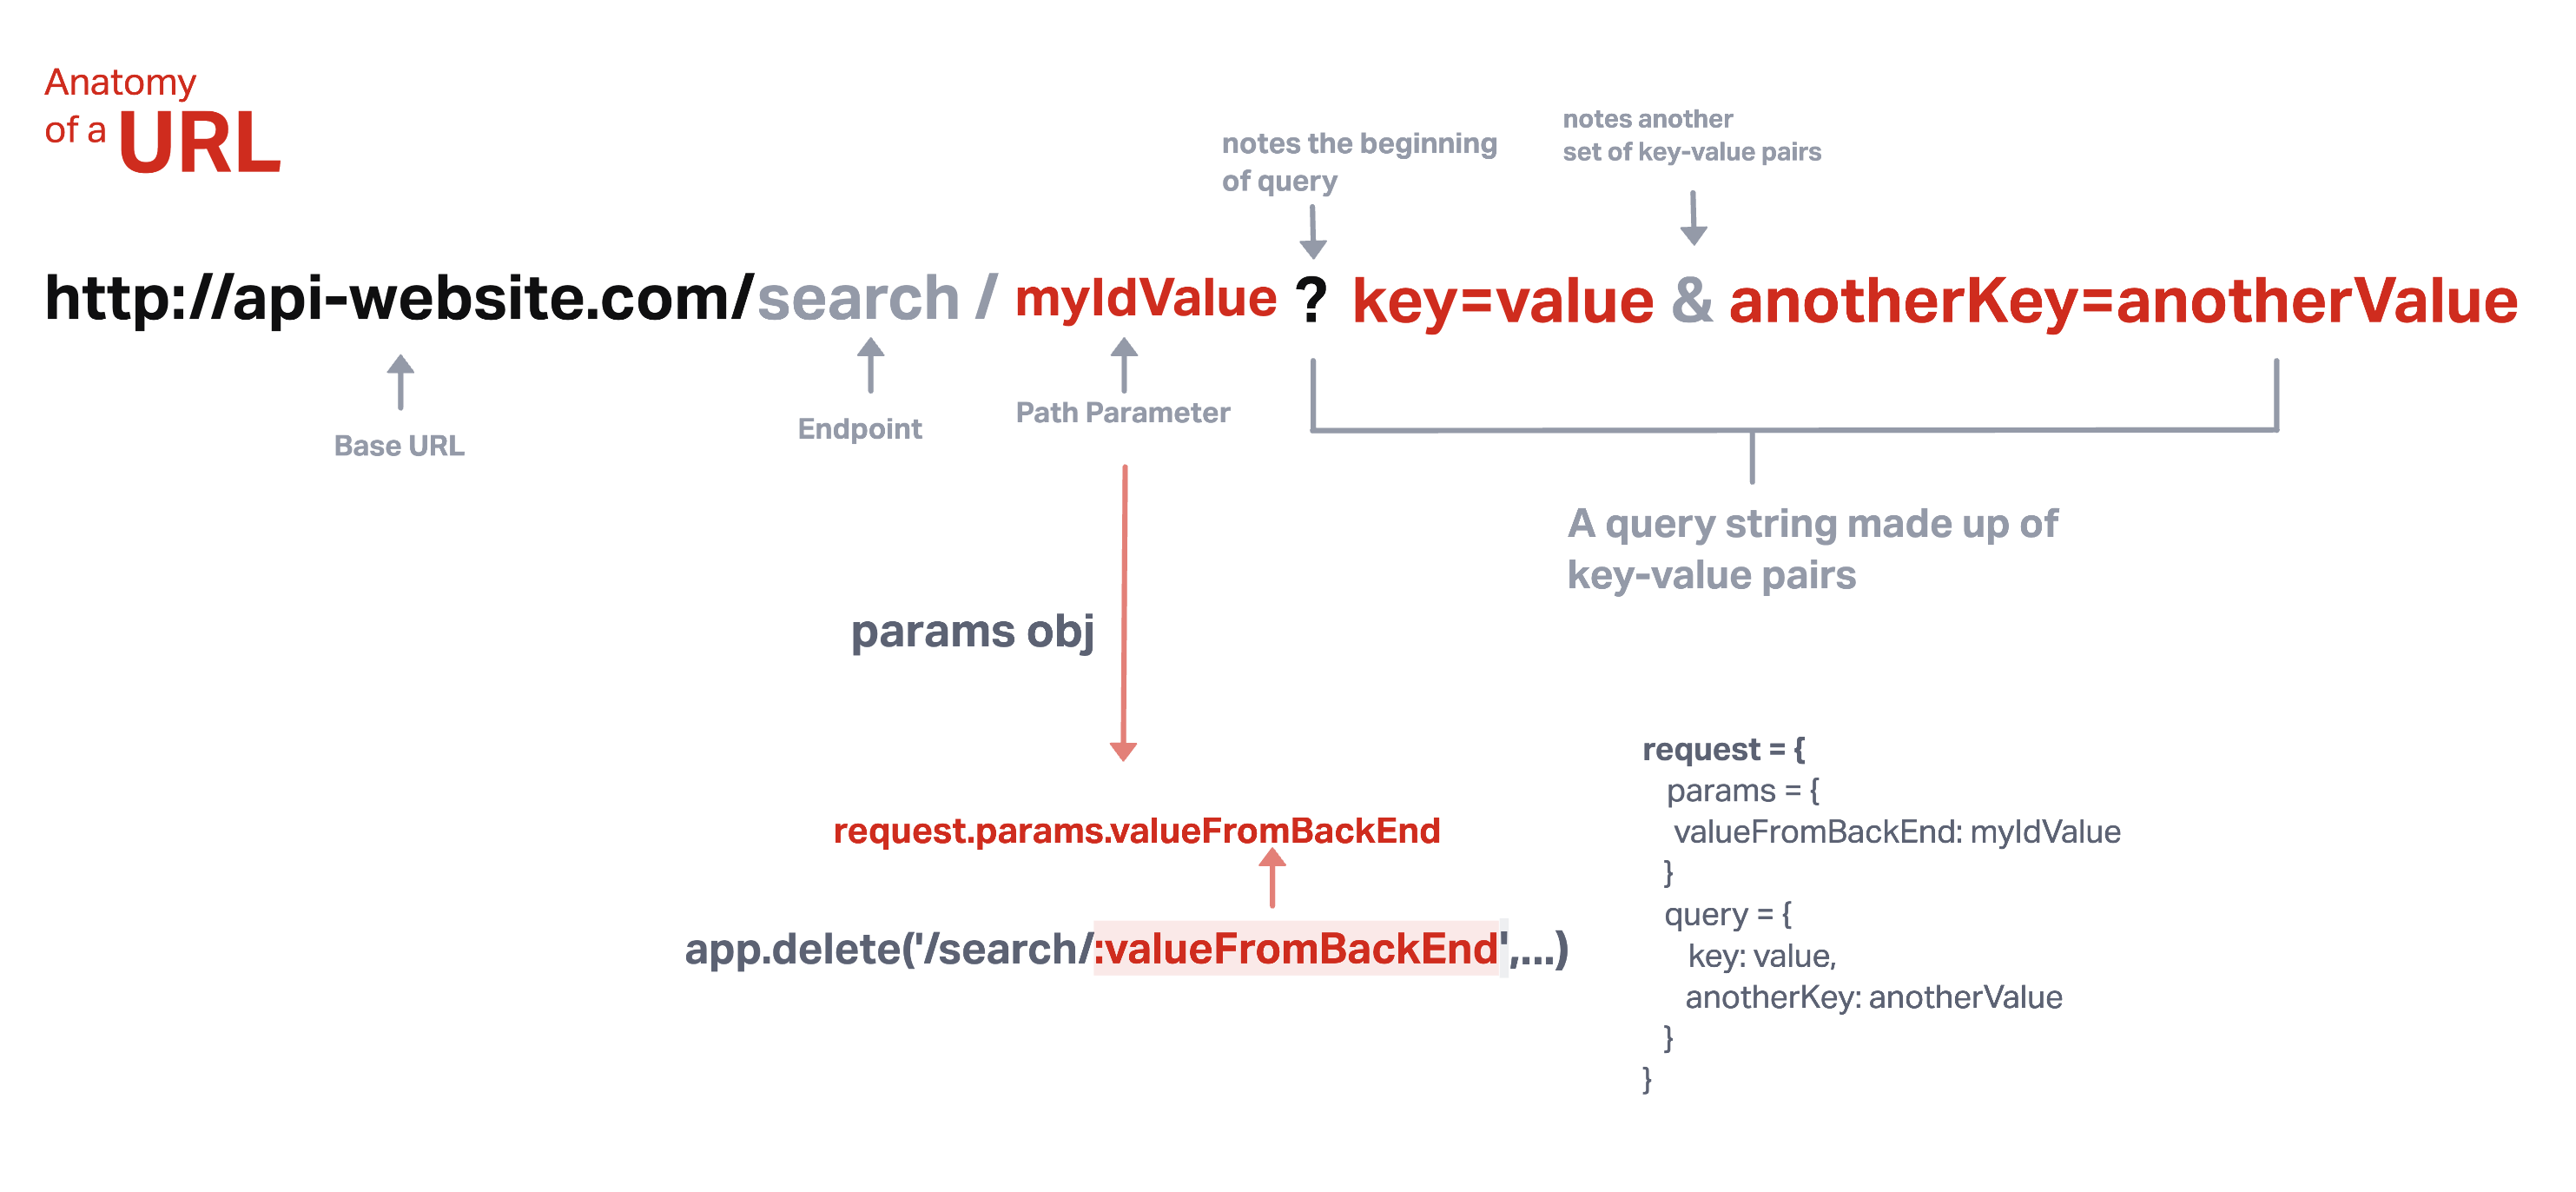 Anatomy
of a URL
notes the beginning
of query
notes another
set of key-value pairs
http://api-website.com/search / myIdValue ? key=value & anotherKey=anotherValue
Base URL
Endpoint
Path Parameter
A query string made up of
key-value pairs
params obj
request.params.valueFromBackEnd
app.delete('/search/:valueFromBackEnd',...)
request = {
params = {
valueFromBackEnd: myIdValue
}
query = {
key: value,
anotherKey: anotherValue
}
}